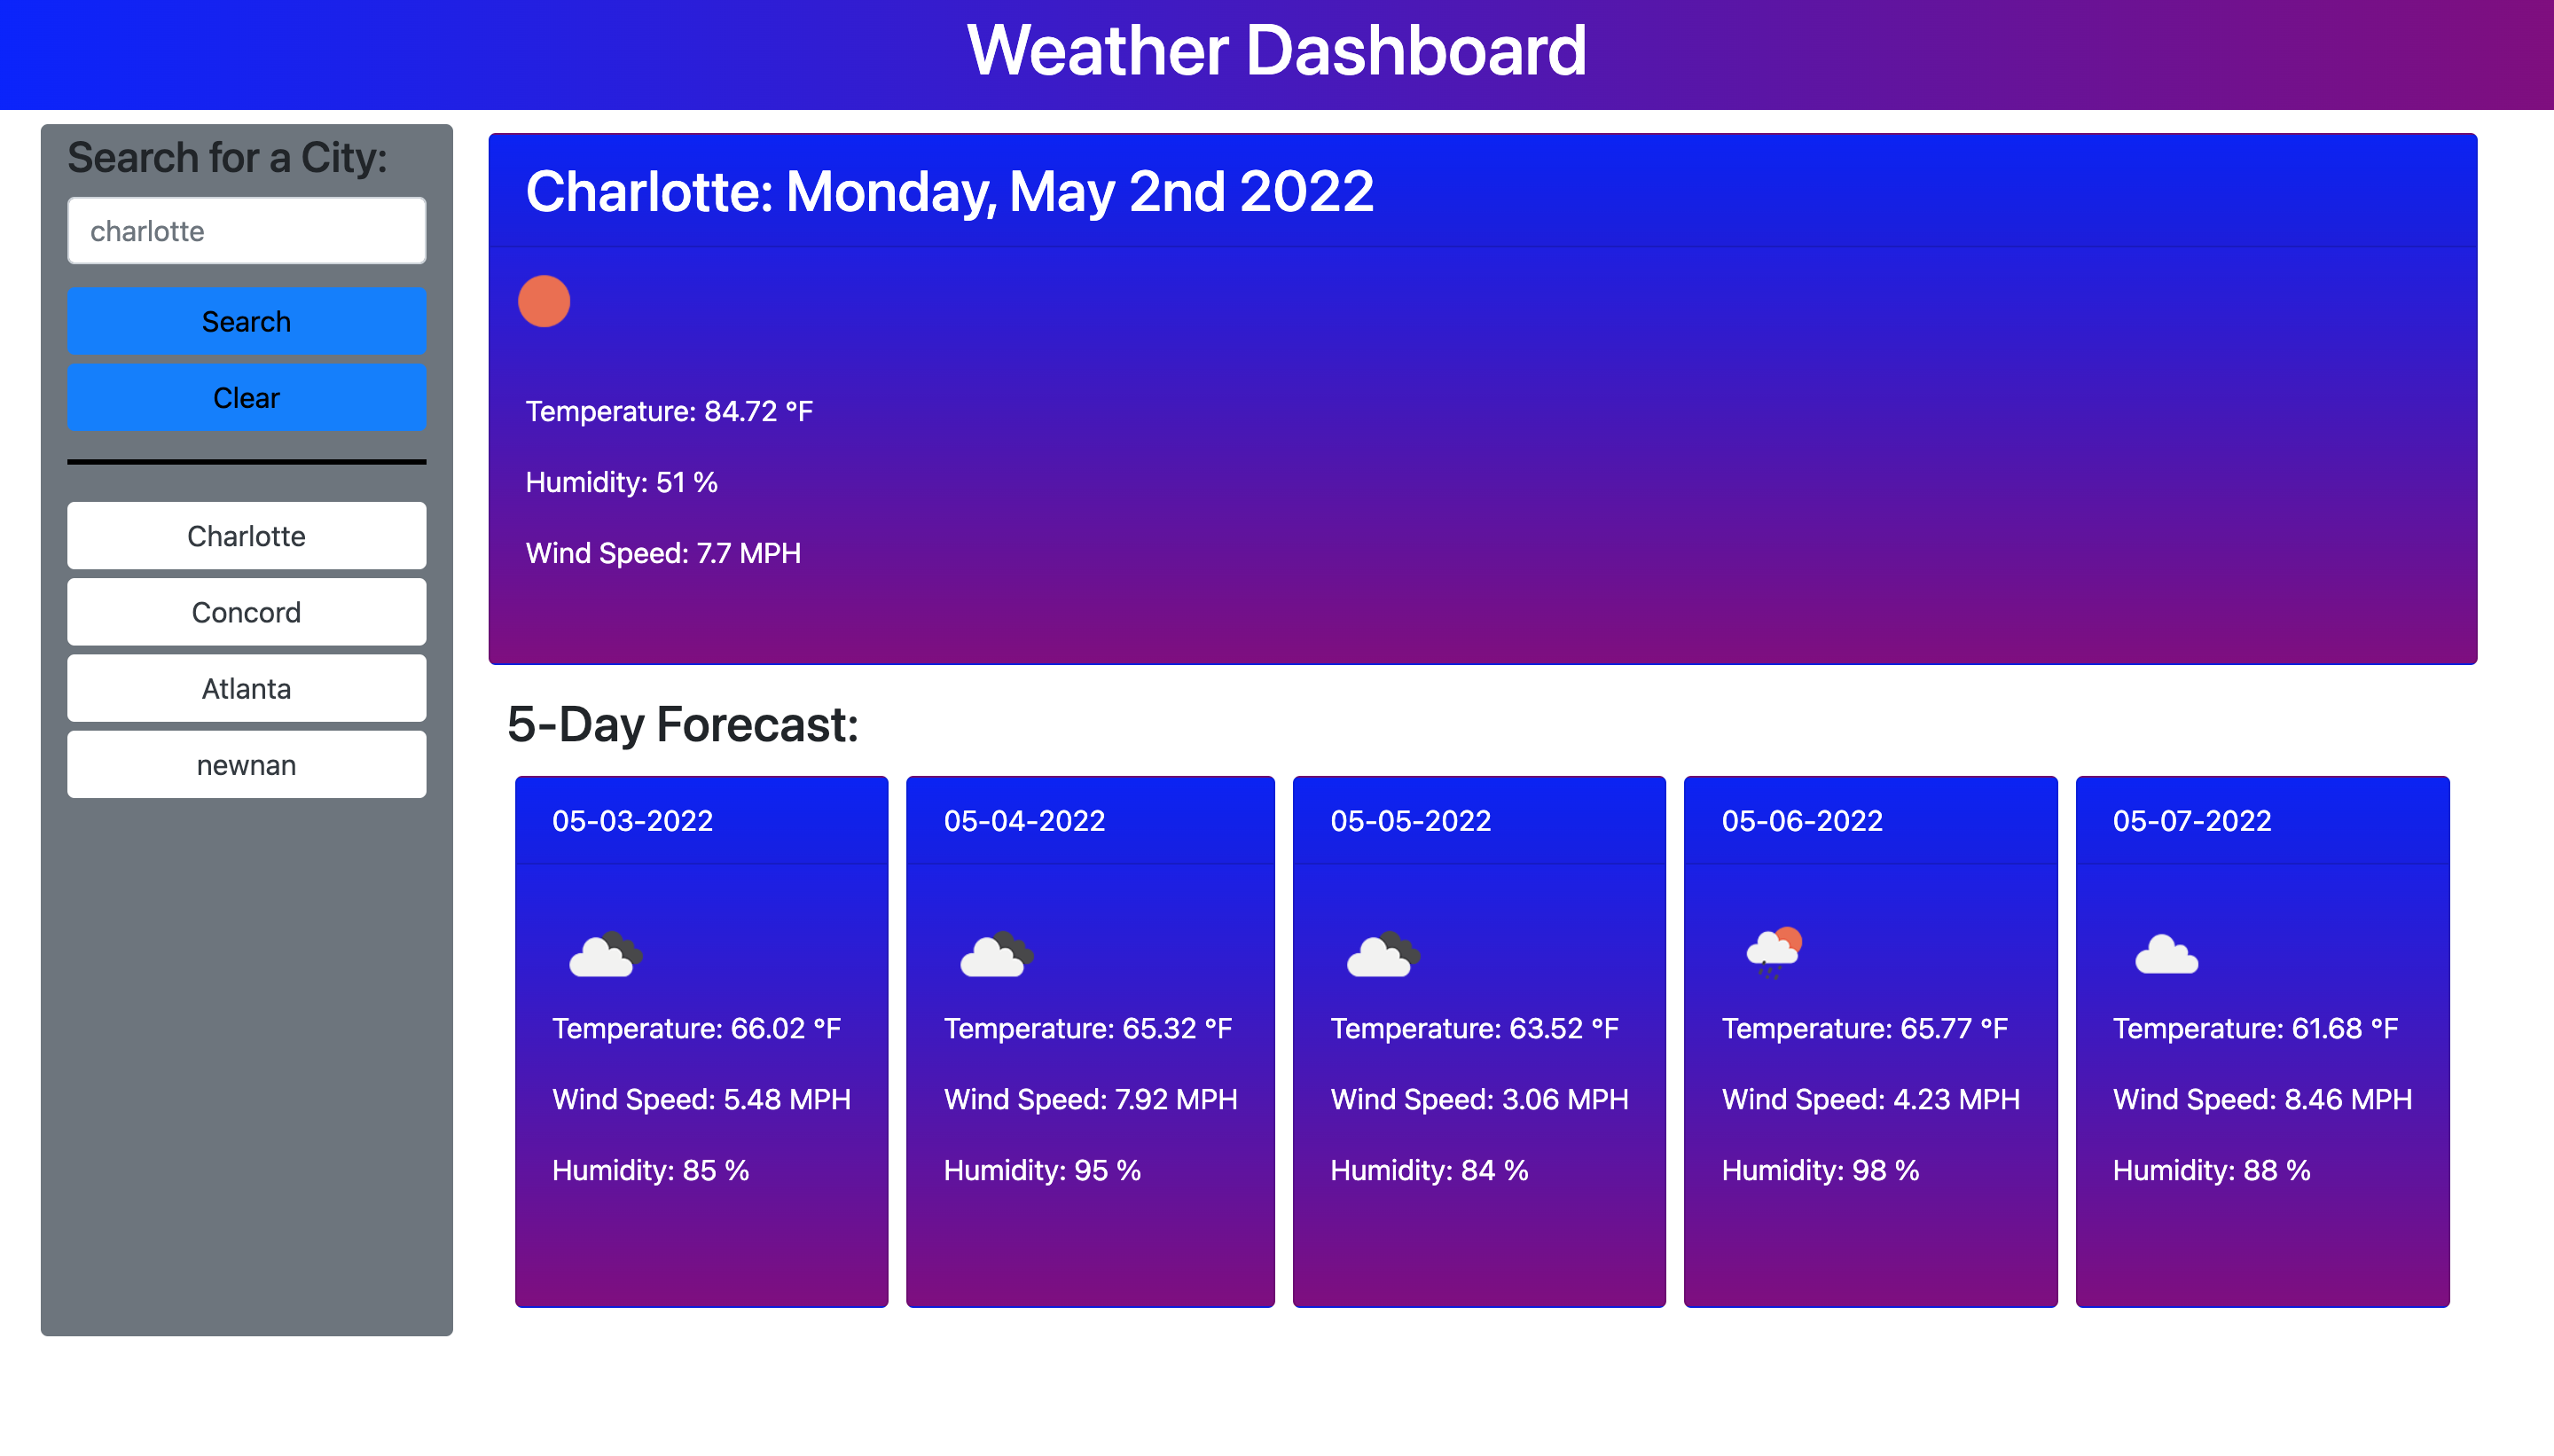 Weather Dashboard
Search for a City:
charlotte
Search
Clear
Charlotte
Concord
Atlanta
newnan
Charlotte: Monday, May 2nd 2022
Temperature: 84.72 °F
Humidity: 51 %
Wind Speed: 7.7 MPH
5-Day Forecast:
05-03-2022
Temperature: 66.02 °F
Wind Speed: 5.48 MPH
Humidity: 85 %
05-04-2022
Temperature: 65.32 °F
Wind Speed: 7.92 MPH
Humidity: 95 %
05-05-2022
Temperature: 63.52 °F
Wind Speed: 3.06 MPH
Humidity: 84 %
05-06-2022
Temperature: 65.77 °F
Wind Speed: 4.23 MPH
Humidity: 98 %
05-07-2022
Temperature: 61.68 °F
Wind Speed: 8.46 MPH
Humidity: 88 %